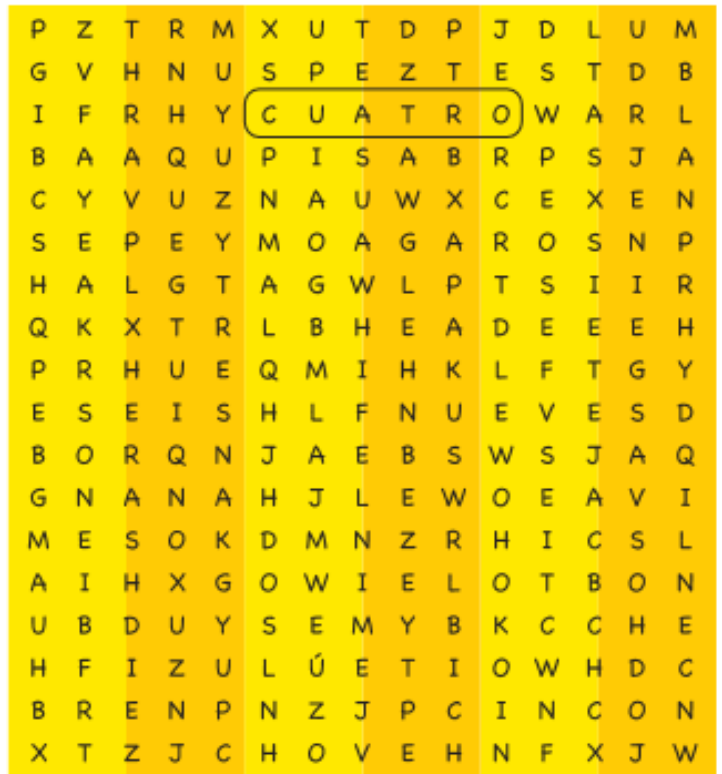 P Z T R M X U T D P J D L U M
G V H N U S P E Z T E S T D B
I F R H Y C U A T R O W A R L
B A A Q U P I S A B R P S J A
C Y V U Z N A U W X C E X E N
S E P E Y M O A G A R O S N P
H A L G T A G W L P T S I I R
Q K X T R L B H E A D E E E H
P R H U E Q M I H K L F T G Y
E S E I S H L F N U E V E S D
B O R Q N J A E B S W S J A Q
G N A N A H J L E W O E A V I
M E S O K D M N Z R H I C S L
A I H X G O W I E L O T B O N
U B D U Y S E M Y B K C C H E
H F I Z U L Ú E T I O W H D C
B R E N P N Z J P C I N C O N
X T Z J C H O V E H N F X J W